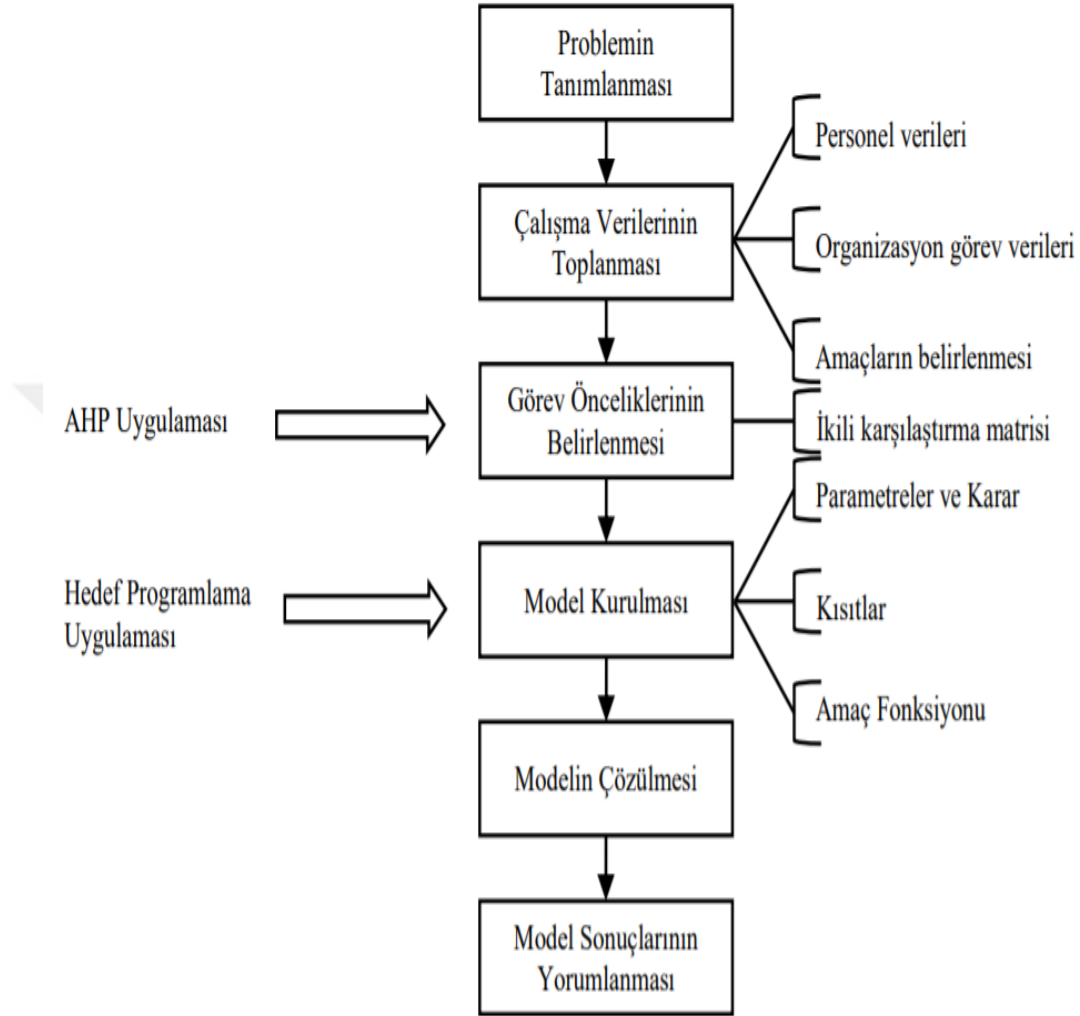 Problemin
Tanımlanması
Personel verileri
Çalışma Verilerinin
Toplanması
Organizasyon görev verileri
Amaçların belirlenmesi
AHP Uygulaması
Görev Önceliklerinin
Belirlenmesi
İkili karşılaştırma matrisi
Parametreler ve Karar
Hedef Programlama
Uygulaması
Model Kurulması
Kısıtlar
Amaç Fonksiyonu
Modelin Çözülmesi
Model Sonuçlarının
Yorumlanması